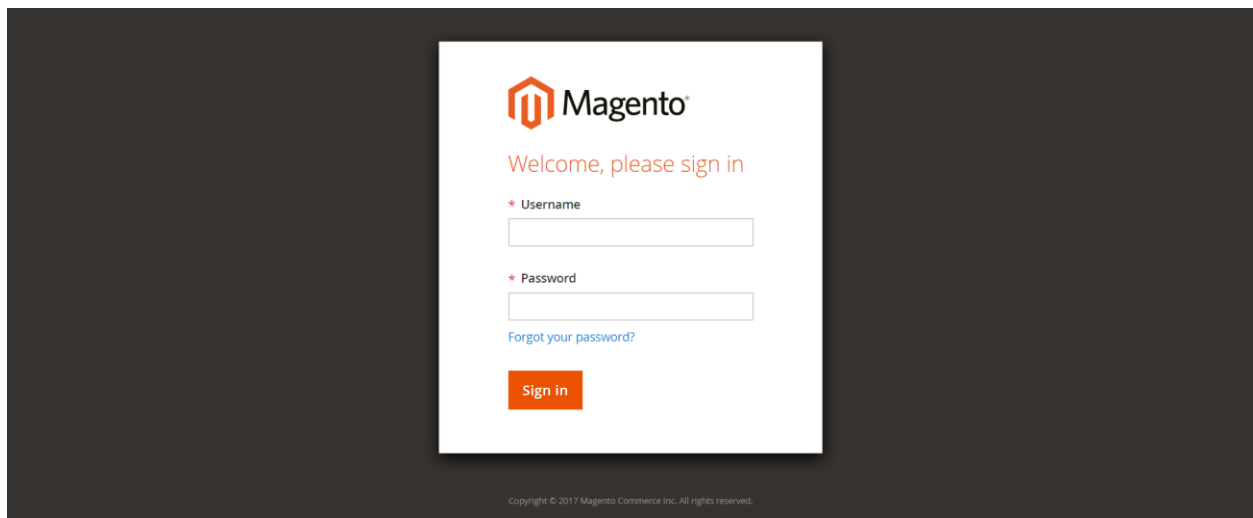 Magento®
Welcome, please sign in
* Username
* Password
Forgot your password?
Sign in
Copyright © 2017 Magento Commerce Inc. All rights reserved.